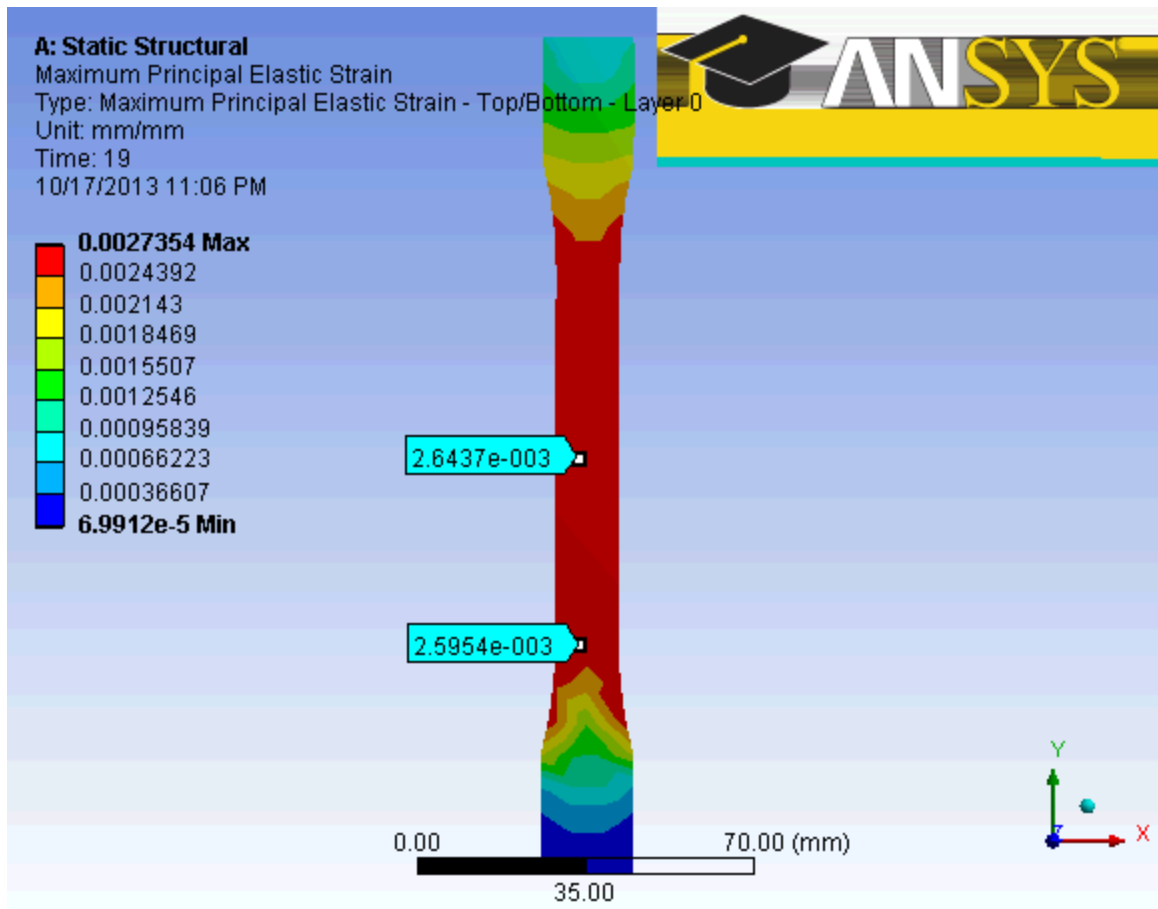 A: Static Structural
Maximum Principal Elastic Strain
Type: Maximum Principal Elastic Strain - Top/Bottom - Layer 0
Unit: mm/mm
Time: 19
10/17/2013 11:06 PM
ANSYS
0.0027354 Max
0.0024392
0.002143
0.0018469
0.0015507
0.0012546
0.00095839
0.00066223
0.00036607
6.9912e-5 Min
2.6437e-003
2.5954e-003
0.00
70.00 (mm)
35.00
Y
Z
X